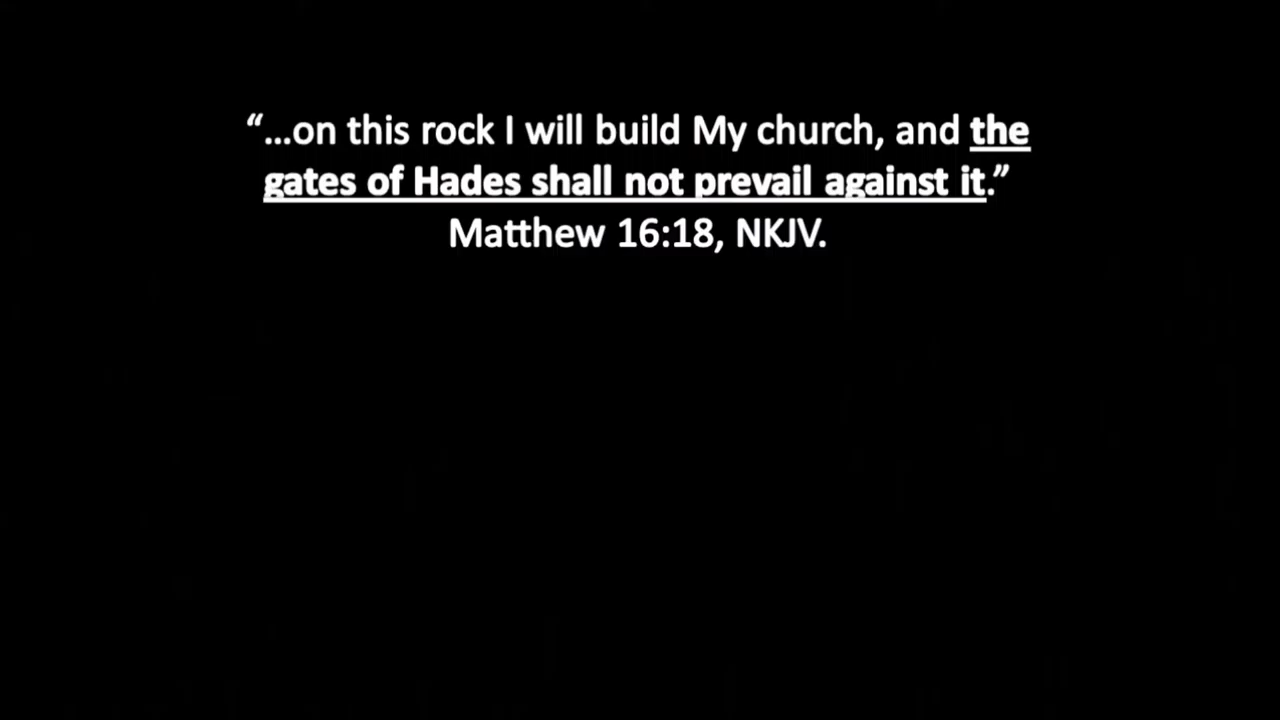 “…on this rock I will build My church, and the
gates of Hades shall not prevail against it.”
Matthew 16:18, NKJV.